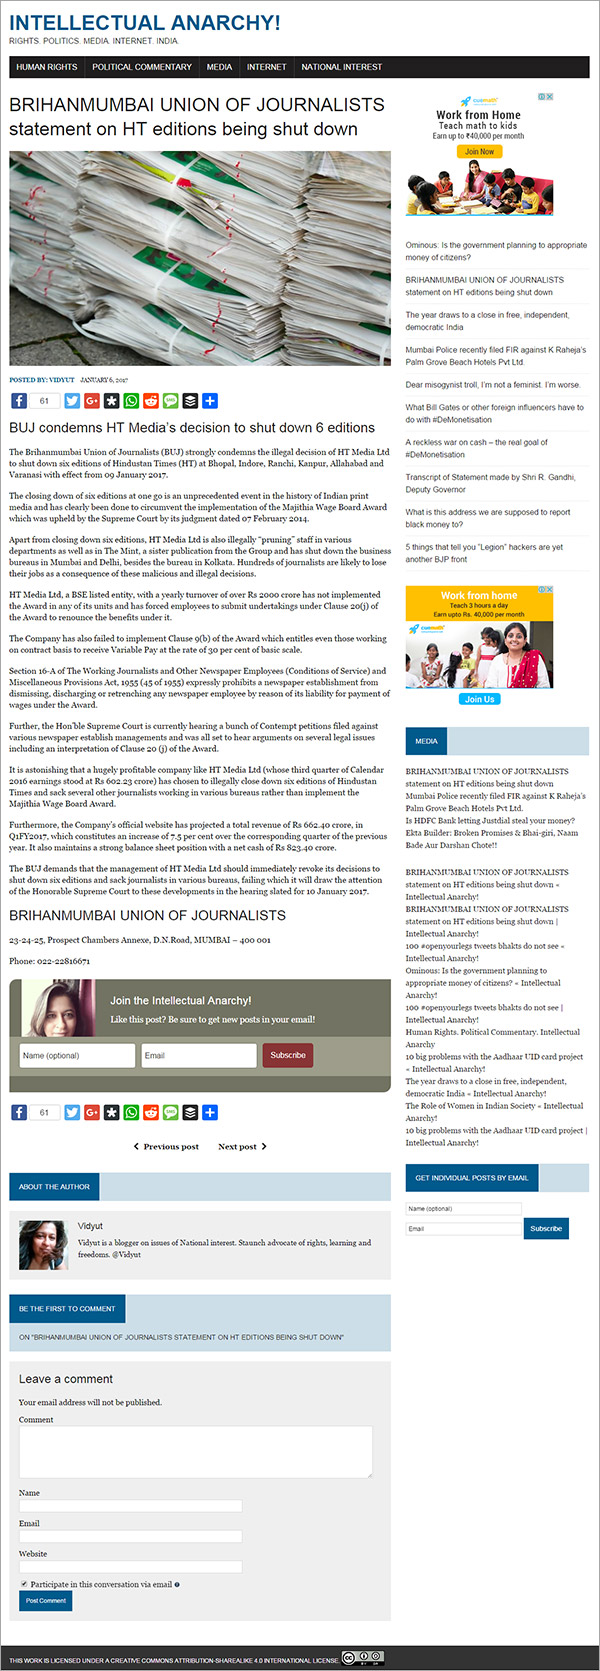 INTELLECTUAL ANARCHY!
RIGHTS. POLITICS. MEDIA. INTERNET. INDIA.
HUMAN RIGHTS POLITICAL COMMENTARY MEDIA INTERNET NATIONAL INTEREST
BRIHANMUMBAI UNION OF JOURNALISTS
statement on HT editions being shut down
POSTED BY: VIDYUT JANUARY 6, 2017
61
BUJ condemns HT Media's decision to shut down 6 editions
The Brihanmumbai Union of Journalists (BUJ) strongly condemns the illegal decision of HT Media Ltd
to shut down six editions of Hindustan Times (HT) at Bhopal, Indore, Ranchi, Kanpur, Allahabad and
Varanasi with effect from 09 January 2017.
The closing down of six editions at one go is an unprecedented event in the history of Indian print
media and has clearly been done to circumvent the implementation of the Majithia Wage Board Award
which was upheld by the Supreme Court by its judgment dated 07 February 2014.
Apart from closing down six editions, HT Media Ltd is also illegally “pruning” staff in various
departments as well as in The Mint, a sister publication from the Group and has shut down the business
bureaus in Mumbai and Delhi, besides the bureau in Kolkata. Hundreds of journalists are likely to lose
their jobs as a consequence of these malicious and illegal decisions.
HT Media Ltd, a BSE listed entity, with a yearly turnover of over Rs 2000 crore has not implemented
the Award in any of its units and has forced employees to submit undertakings under Clause 20(j) of
the Award to renounce the benefits under it.
The Company has also failed to implement Clause 9(b) of the Award which entitles even those working
on contract basis to receive Variable Pay at the rate of 30 per cent of basic scale.
Section 16-A of The Working Journalists and Other Newspaper Employees (Conditions of Service) and
Miscellaneous Provisions Act, 1955 (45 of 1955) expressly prohibits a newspaper establishment from
dismissing, discharging or retrenching any newspaper employee by reason of its liability for payment of
wages under the Award.
Further, the Hon'ble Supreme Court is currently hearing a bunch of Contempt petitions filed against
various newspaper establish managements and was all set to hear arguments on several legal issues
including an interpretation of Clause 20 (j) of the Award.
It is astonishing that a hugely profitable company like HT Media Ltd (whose third quarter of Calendar
2016 earnings stood at Rs 602.23 crore) has chosen to illegally close down six editions of Hindustan
Times and sack several other journalists working in various bureaus rather than implement the
Majithia Wage Board Award.
Furthermore, the Company's official website has projected a total revenue of Rs 662.40 crore, in
Q1FY2017, which constitutes an increase of 7.5 per cent over the corresponding quarter of the previous
year. It also maintains a strong balance sheet position with a net cash of Rs 823.40 crore.
The BUJ demands that the management of HT Media Ltd should immediately revoke its decisions to
shut down six editions and sack journalists in various bureaus, failing which it will draw the attention
of the Honorable Supreme Court to these developments in the hearing slated for 10 January 2017.
BRIHANMUMBAI UNION OF JOURNALISTS
23-24-25, Prospect Chambers Annexe, D.N.Road, MUMBAI – 400 001
Phone: 022-22816671
Join the Intellectual Anarchy!
Like this post? Be sure to get new posts in your email!
Name (optional) Email Subscribe
61
Previous post Next post
ABOUT THE AUTHOR
Vidyut
Vidyut is a blogger on issues of National interest. Staunch advocate of rights, learning and
freedoms. @Vidyut
BE THE FIRST TO COMMENT
ON "BRIHANMUMBAI UNION OF JOURNALISTS STATEMENT ON HT EDITIONS BEING SHUT DOWN"
Leave a comment
Your email address will not be published.
Comment
Name
Email
Website
Participate in this conversation via email
Post Comment
cuemath
Work from Home
Teach math to kids
Earn up to ₹40,000 per month
Join Now
Ominous: Is the government planning to appropriate
money of citizens?
BRIHANMUMBAI UNION OF JOURNALISTS
statement on HT editions being shut down
The year draws to a close in free, independent,
democratic India
Mumbai Police recently filed FIR against K Raheja's
Palm Grove Beach Hotels Pvt Ltd.
Dear misogynist troll, I'm not a feminist. I'm worse.
What Bill Gates or other foreign influencers have to
do with #DeMonetisation
A reckless war on cash – the real goal of
#DeMonetisation
Transcript of Statement made by Shri R. Gandhi,
Deputy Governor
What is this address we are supposed to report
black money to?
5 things that tell you "Legion" hackers are yet
another BJP front
Work from home
Teach 3 hours a day
Earn upto Rs. 40,000 per month
cuemath
Join Us
MEDIA
BRIHANMUMBAI UNION OF JOURNALISTS
statement on HT editions being shut down
Mumbai Police recently filed FIR against K Raheja's
Palm Grove Beach Hotels Pvt Ltd.
Is HDFC Bank letting Justdial steal your money?
Ekta Builder: Broken Promises & Bhai-giri, Naam
Bade Aur Darshan Chote!!
BRIHANMUMBAI UNION OF JOURNALISTS
statement on HT editions being shut down «
Intellectual Anarchy!
BRIHANMUMBAI UNION OF JOURNALISTS
statement on HT editions being shut down |
Intellectual Anarchy!
100 #openyourlegs tweets bhakts do not see «
Intellectual Anarchy!
Ominous: Is the government planning to
appropriate money of citizens? « Intellectual
Anarchy!
100 #openyourlegs tweets bhakts do not see |
Intellectual Anarchy!
Human Rights. Political Commentary. Intellectual
Anarchy
10 big problems with the Aadhaar UID card project
« Intellectual Anarchy!
The year draws to a close in free, independent,
democratic India « Intellectual Anarchy!
The Role of Women in Indian Society « Intellectual
Anarchy!
10 big problems with the Aadhaar UID card project |
Intellectual Anarchy!
GET INDIVIDUAL POSTS BY EMAIL
Name (optional)
Email Subscribe
THIS WORK IS LICENSED UNDER A CREATIVE COMMONS ATTRIBUTION-SHAREALIKE 4.0 INTERNATIONAL LICENSE.